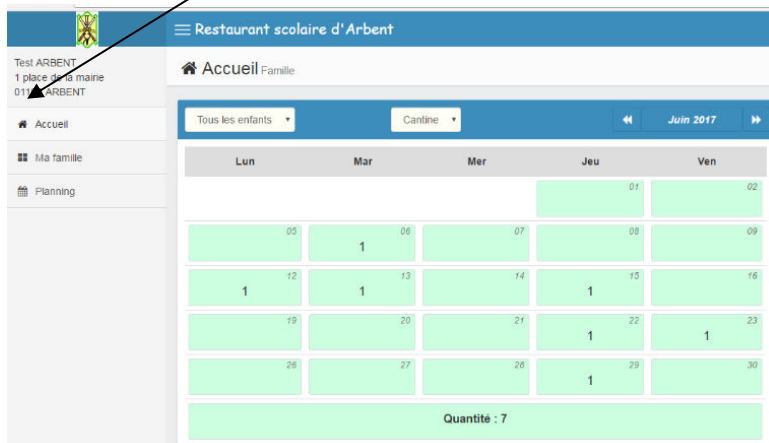 Restaurant scolaire d'Arbent
Test ARBENT
1 place de la mairie
ARBENT
Accueil
Ma famille
Planning
Accueil Famille
Tous les enfants
Cantine
Juin 2017
Lun Mar Mer Jeu Ven
01 02
05 06 07 08 09
1
12 13 14 15 16
1 1 1
19 20 21 22 23
1 1
26 27 28 29 30
1
Quantité : 7